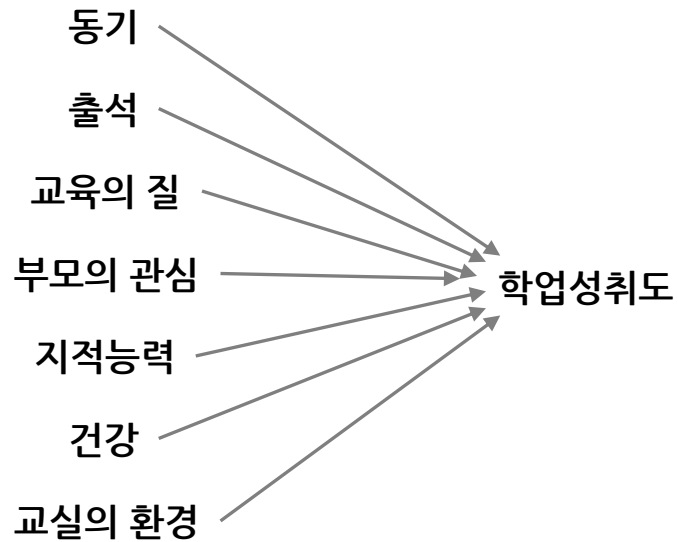 동기
출석
교육의 질
부모의 관심
학업성취도
지적능력
건강
교실의 환경